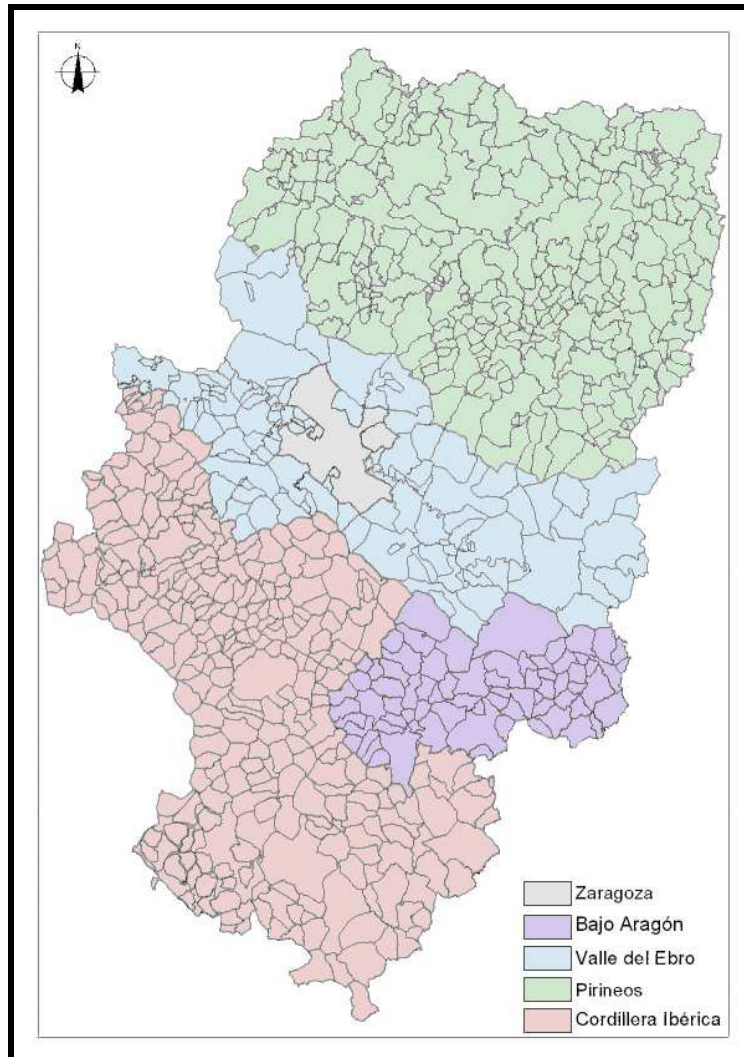 N
Zaragoza
Bajo Aragón
Valle del Ebro
Pirineos
Cordillera Ibérica